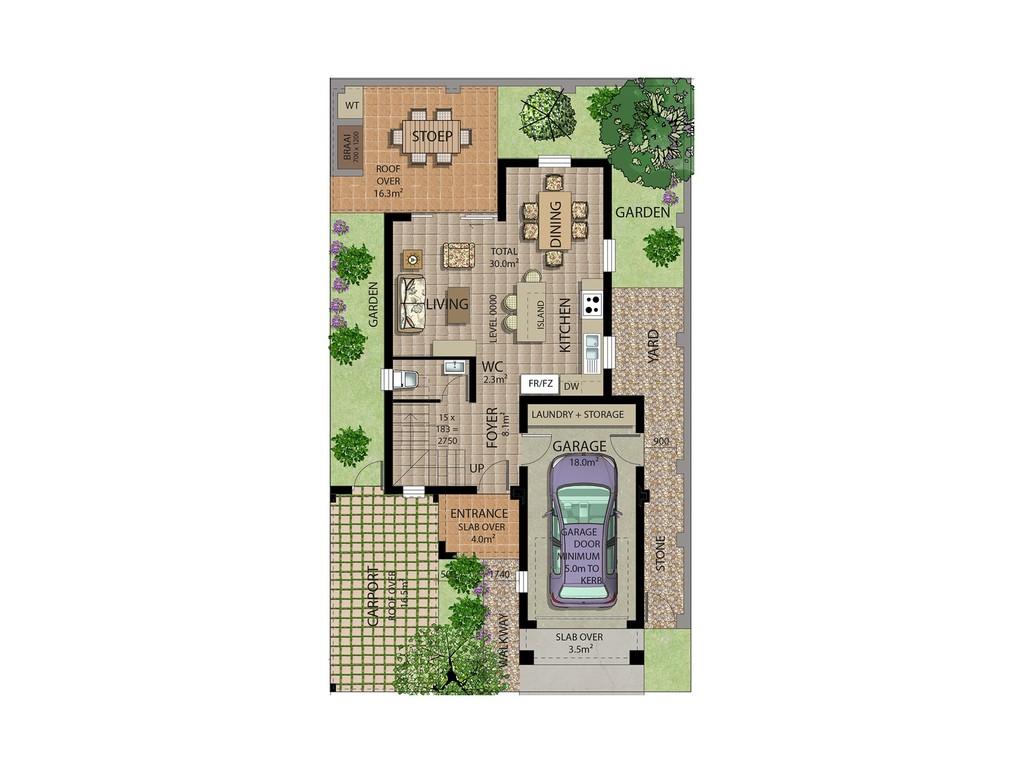 WT
BRAAI
700 x 1200
STOEP
ROOF
OVER
16.3m²
GARDEN
DINING
TOTAL
30.0m²
GARDEN
LIVING
LEVEL 0000
ISLAND
KITCHEN
YARD
WC
2.3m²
FR/FZ
DW
15 x
183 =
2750
FOYER
8.1m²
LAUNDRY + STORAGE
GARAGE
18.0m²
900
UP
ENTRANCE
SLAB OVER
4.0m²
GARAGE
DOOR
MINIMUM
5.0m TO
KERB
STONE
CARPORT
ROOF OVER
16.5m²
1740
WALKWAY
SLAB OVER
3.5m²